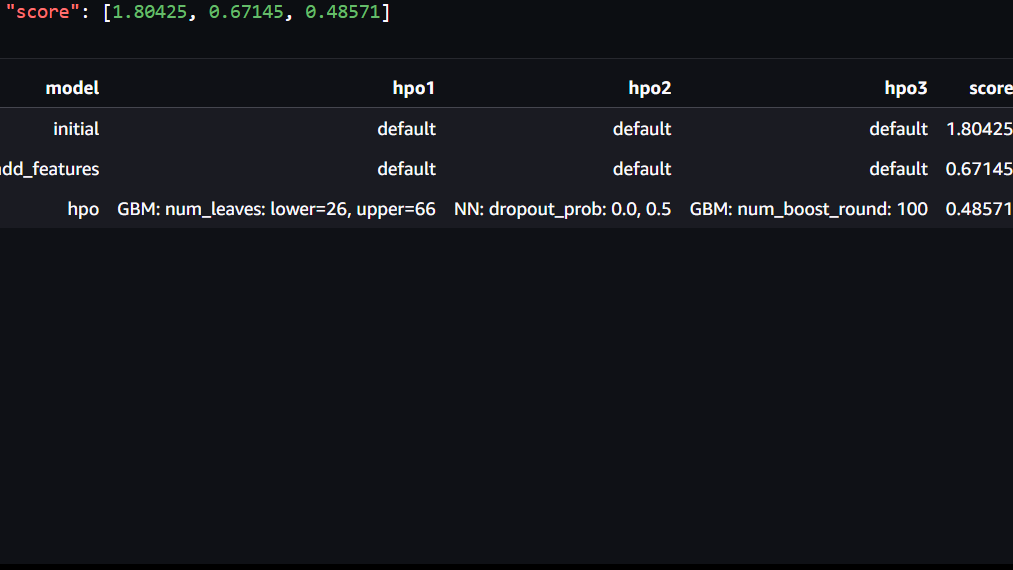 "score": [1.80425, 0.67145, 0.48571]
model hpo1 hpo2 hpo3 score
initial default default default 1.80425
dd_features default default default 0.67145
hpo GBM: num_leaves: lower=26, upper=66 NN: dropout_prob: 0.0, 0.5 GBM: num_boost_round: 100 0.48571